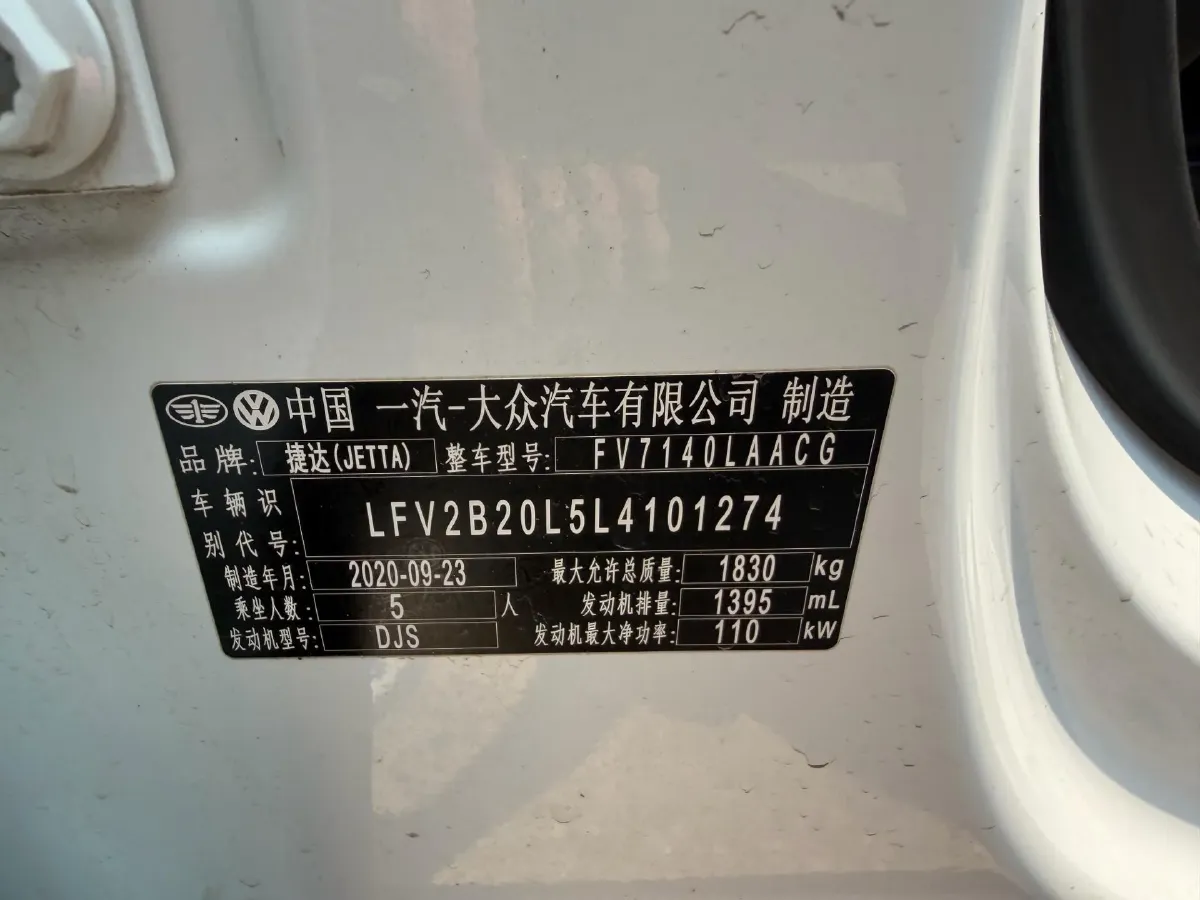 中国 一汽-大众汽车有限公司 制造
品牌: 捷达(JETTA) 整车型号: FV7140LAACG
车辆识别代号: LFV2B20L5L4101274
制造年月: 2020-09-23 最大允许总质量: 1830 kg
乘坐人数: 5 人 发动机排量: 1395 mL
发动机型号: DJS 发动机最大净功率: 110 kW